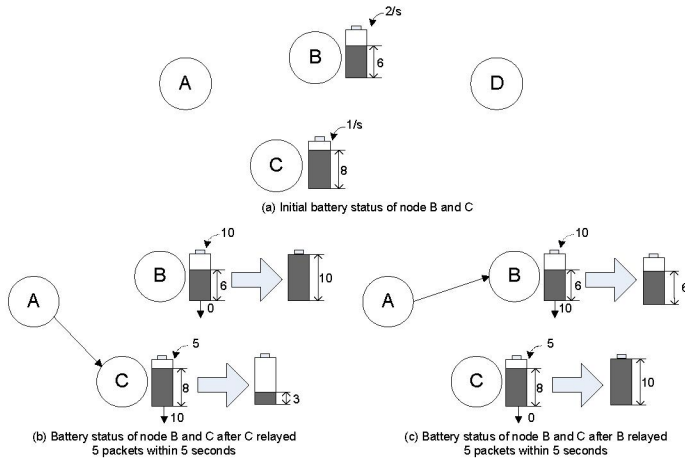 2/s
B
6
A
D
1/s
C
8
(a) Initial battery status of node B and C
10
B
6
10
0
A
5
C
8
3
10
(b) Battery status of node B and C after C relayed
5 packets within 5 seconds
10
B
6
6
10
A
5
C
8
10
0
(c) Battery status of node B and C after B relayed
5 packets within 5 seconds